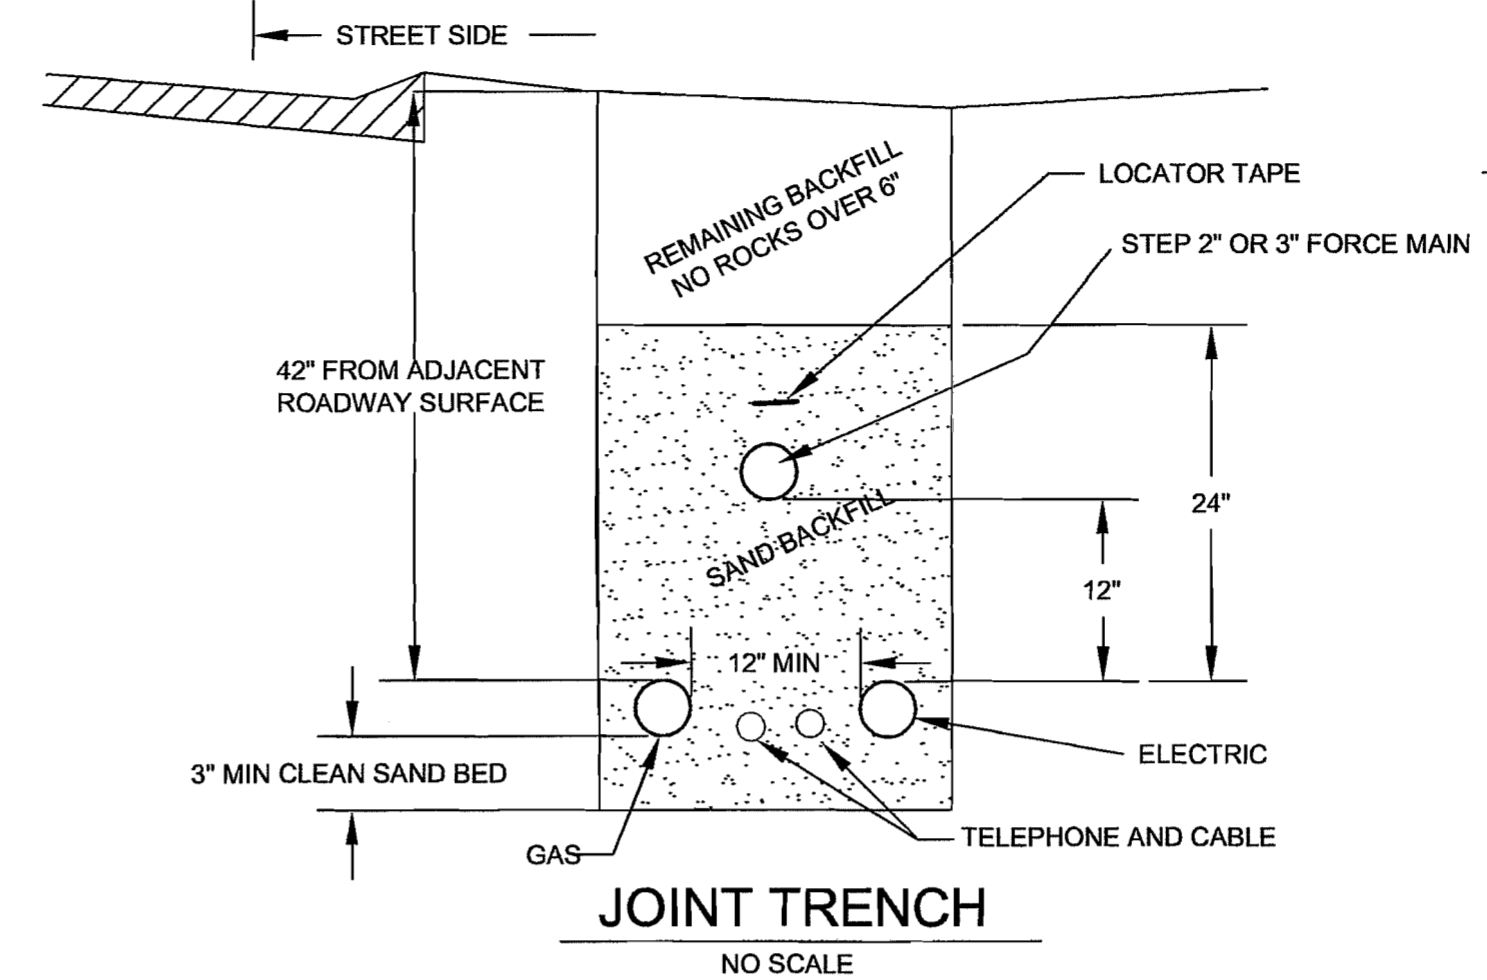 STREET SIDE
REMAINING BACKFILL
NO ROCKS OVER 6"
LOCATOR TAPE
STEP 2" OR 3" FORCE MAIN
42" FROM ADJACENT
ROADWAY SURFACE
24"
SAND BACKFILL
12"
12" MIN
ELECTRIC
3" MIN CLEAN SAND BED
TELEPHONE AND CABLE
GAS
JOINT TRENCH
NO SCALE